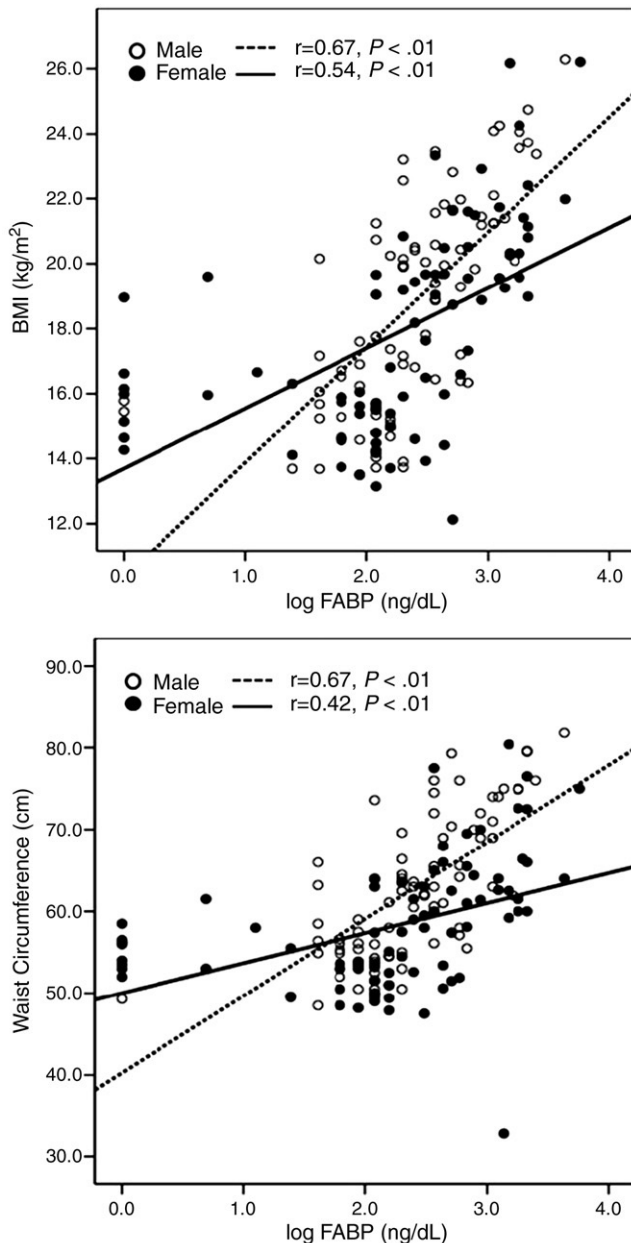 Male r=0.67, P < .01
Female r=0.54, P < .01
26.0
24.0
22.0
20.0
18.0
16.0
14.0
12.0
BMI (kg/m²)
0.0 1.0 2.0 3.0 4.0
log FABP (ng/dL)
90.0
Male r=0.67, P < .01
Female r=0.42, P < .01
80.0
70.0
60.0
50.0
40.0
30.0
Waist Circumference (cm)
0.0 1.0 2.0 3.0 4.0
log FABP (ng/dL)